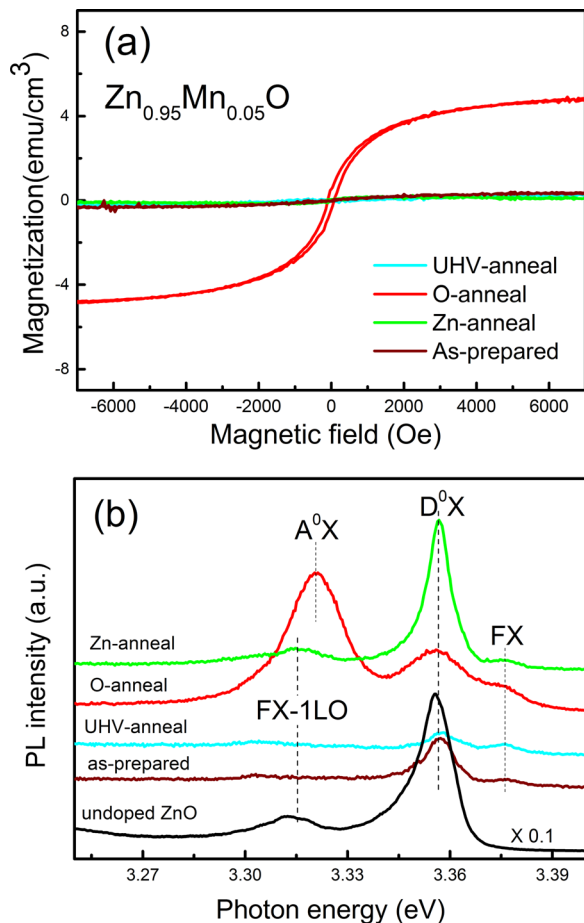 (a)
Zn0.95Mn0.05O
Magnetization(emu/cm3)
8
4
0
-4
-8
UHV-anneal
O-anneal
Zn-anneal
As-prepared
-6000 -4000 -2000 0 2000 4000 6000
Magnetic field (Oe)
(b)
A0X
D0X
FX
PL intensity (a.u.)
Zn-anneal
O-anneal
FX-1LO
UHV-anneal
as-prepared
undoped ZnO
X 0.1
3.27 3.30 3.33 3.36 3.39
Photon energy (eV)